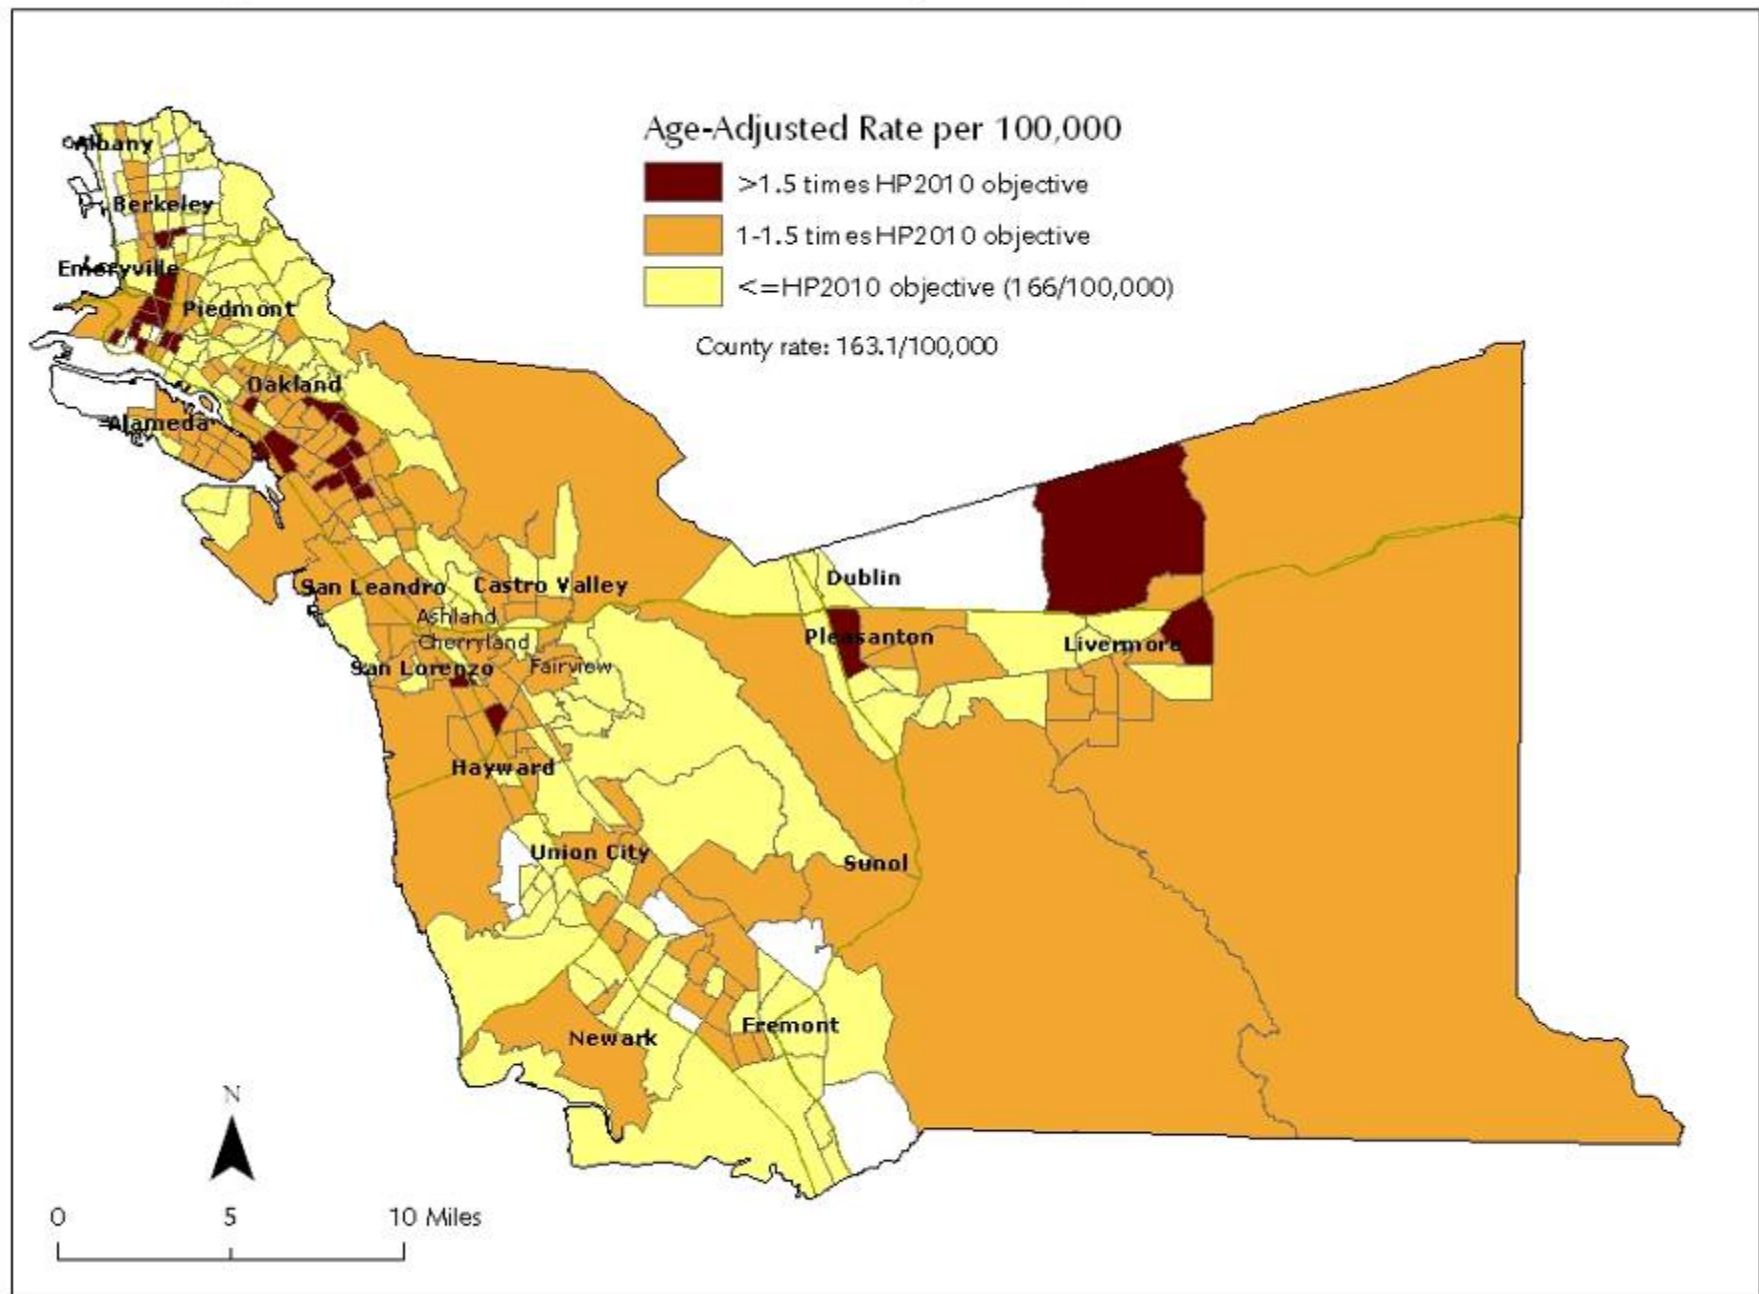 Age-Adjusted Rate per 100,000
>1.5 times HP2010 objective
1-1.5 times HP2010 objective
<=HP2010 objective (166/100,000)
County rate: 163.1/100,000
Albany
Berkeley
Emeryville
Piedmont
Oakland
Alameda
San Leandro
Castro Valley
Dublin
Ashland
Cherryland
Pleasanton
Livermore
San Lorenzo
Fairview
Hayward
Union City
Sunol
Fremont
Newark
N
0 5 10 Miles